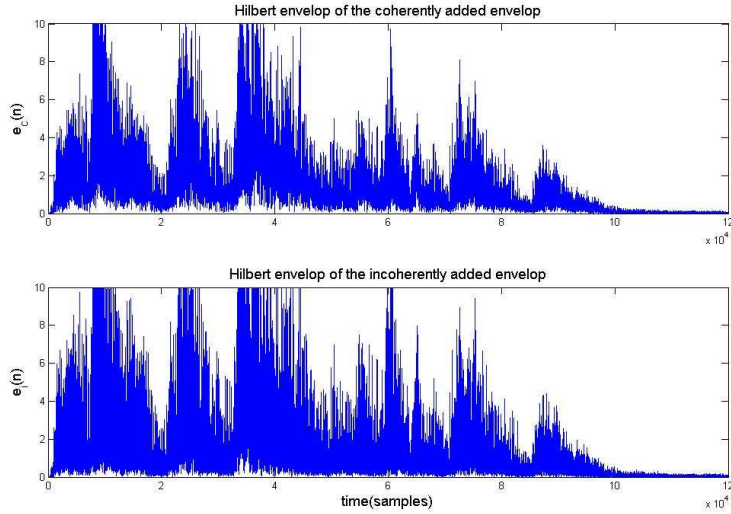 Hilbert envelop of the coherently added envelop
10
8
6
4
2
0
e_c(n)
0 2 4 6 8 10 12
x 10^4
Hilbert envelop of the incoherently added envelop
10
8
6
4
2
0
e_i(n)
0 2 4 6 8 10 12
time(samples)
x 10^4